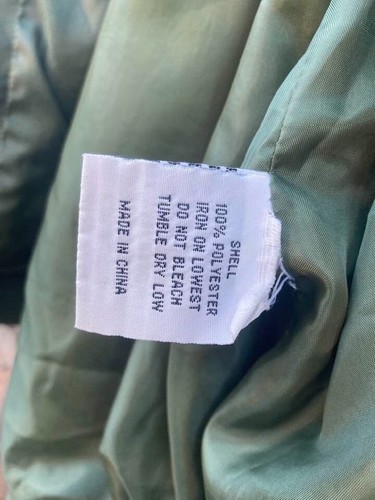 SHELL
100% POLYESTER
IRON ON LOWEST
DO NOT BLEACH
TUMBLE DRY LOW
MADE IN CHINA